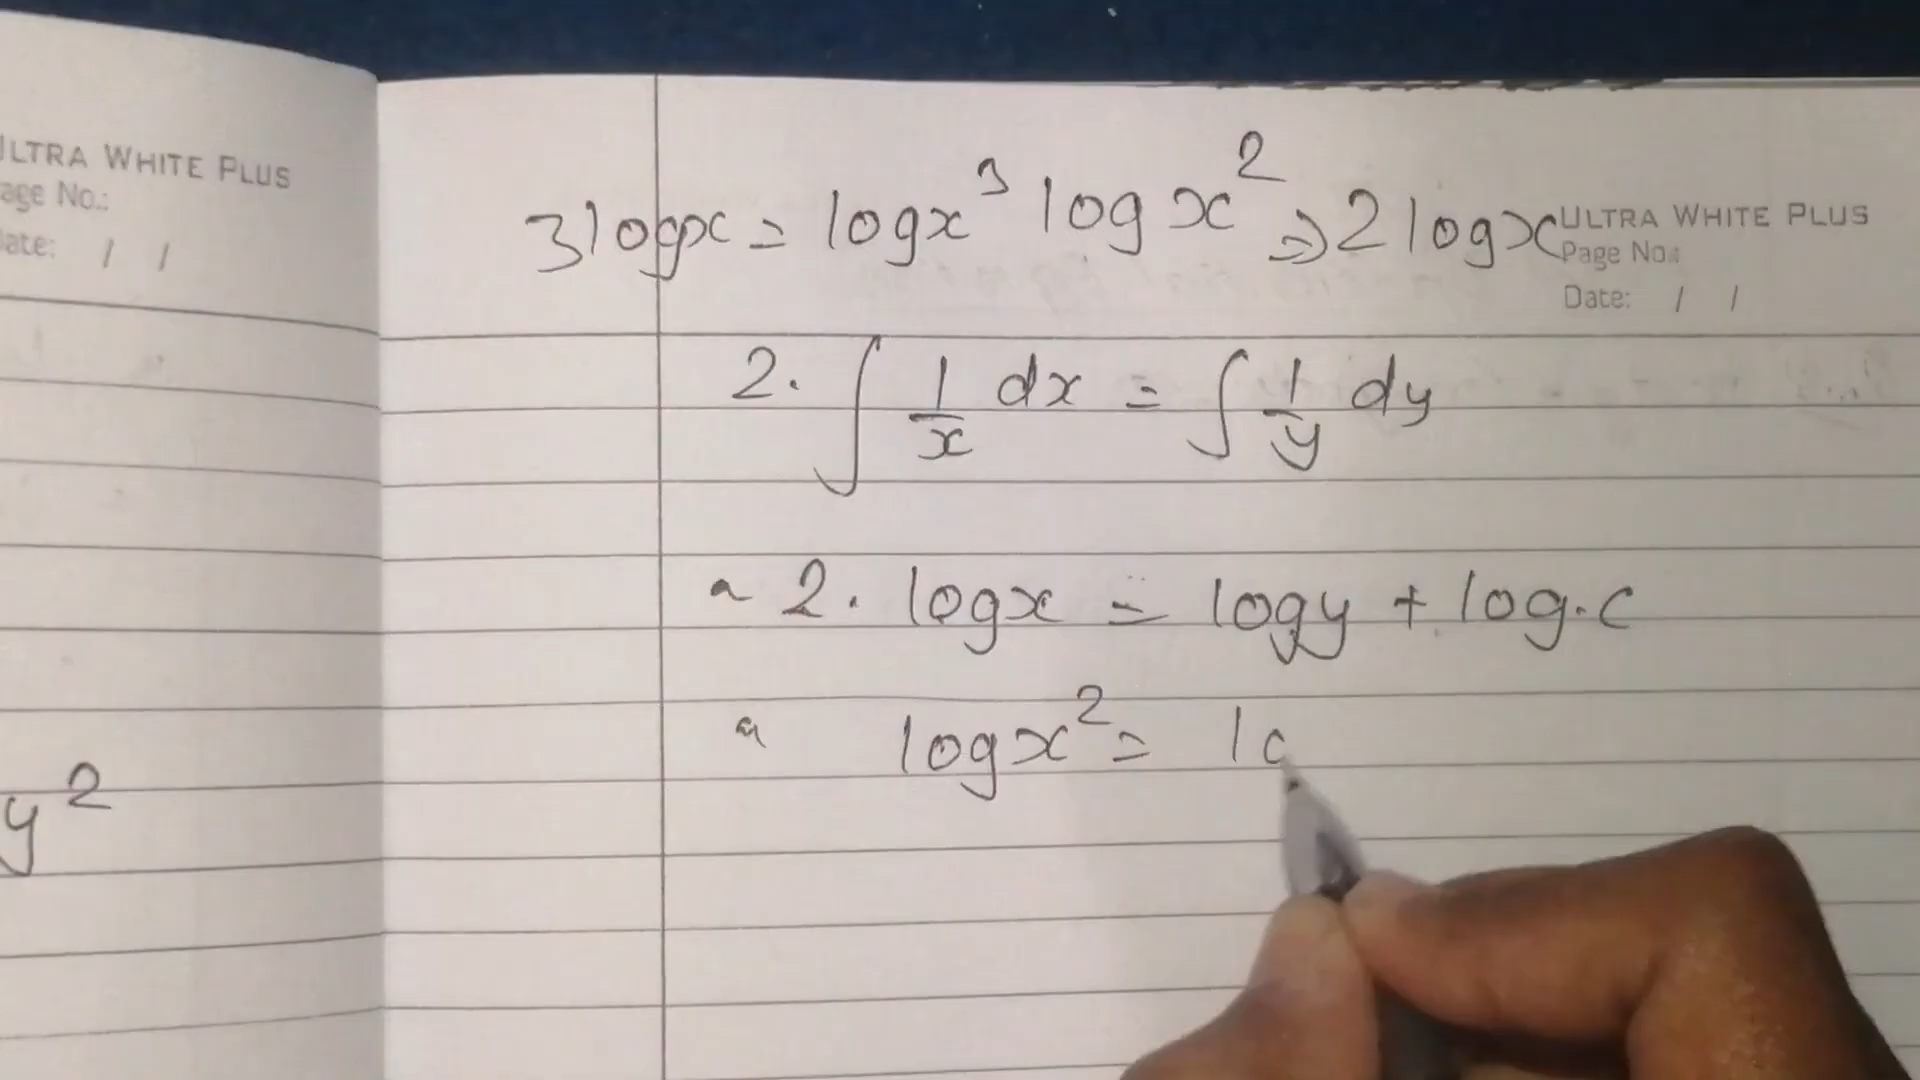 ULTRA WHITE PLUS
Page No.:
Date: / /
y²
3logx = logx³ logx² ⇒ 2logx
ULTRA WHITE PLUS
Page No.:
Date: / /
2. ∫ 1/x dx = ∫ 1/y dy
2. logx = logy + log.c
logx² = lo